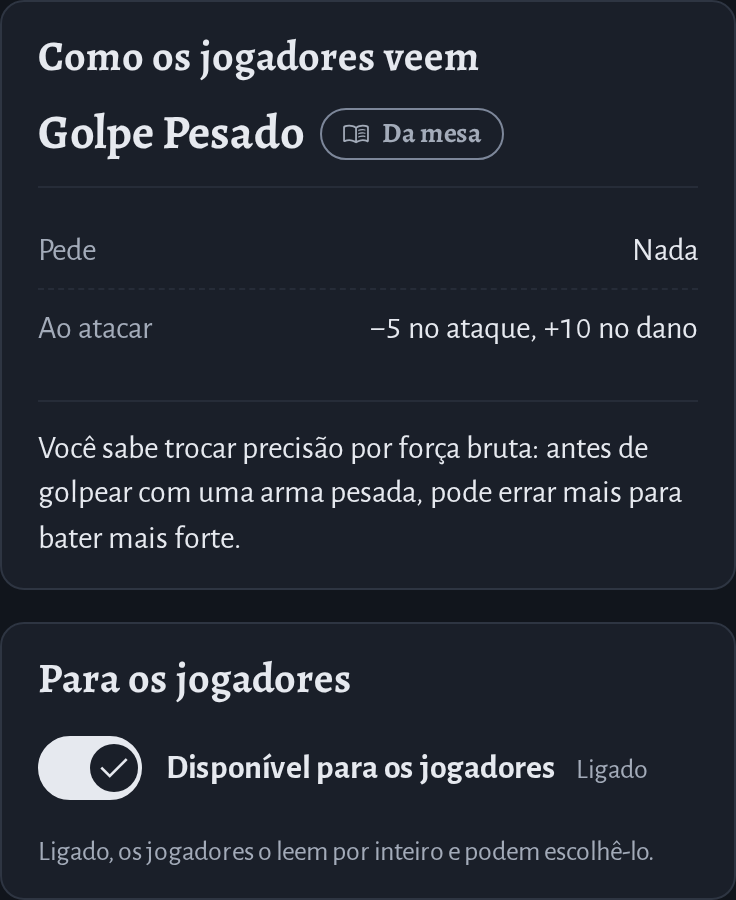 Como os jogadores veem
Golpe Pesado Da mesa
Pede Nada
Ao atacar −5 no ataque, +10 no dano
Você sabe trocar precisão por força bruta: antes de
golpear com uma arma pesada, pode errar mais para
bater mais forte.
Para os jogadores
Disponível para os jogadores Ligado
Ligado, os jogadores o leem por inteiro e podem escolhê-lo.